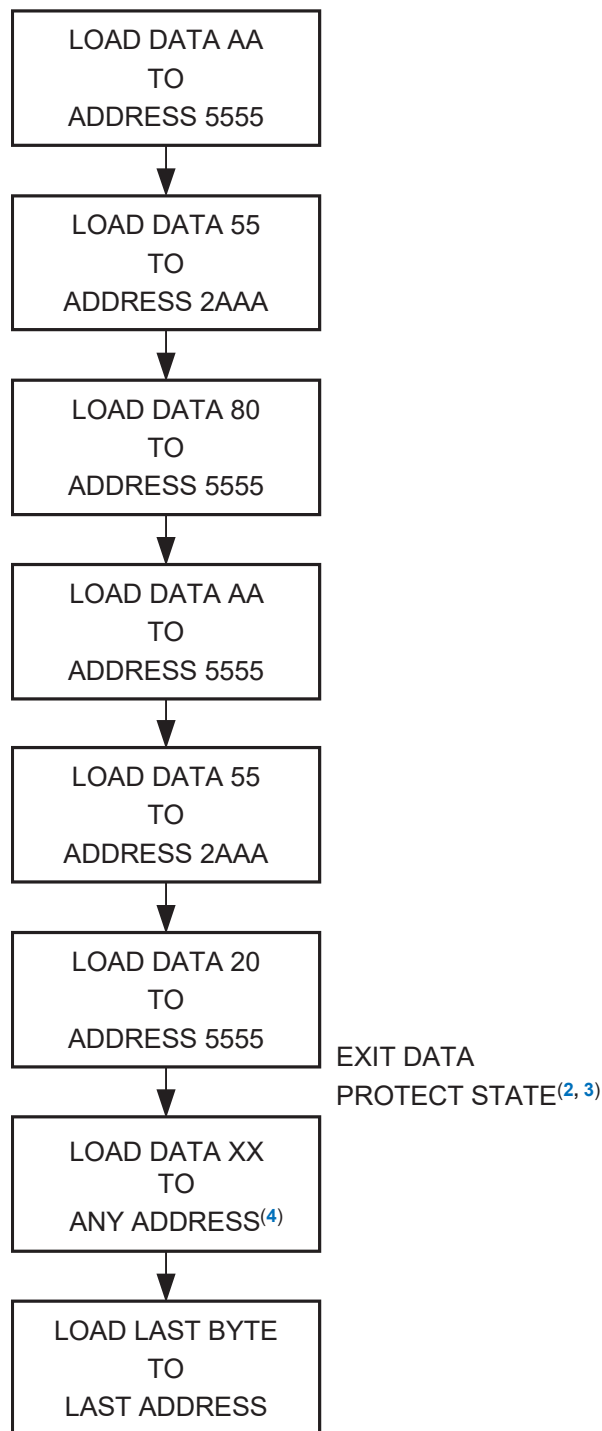 LOAD DATA AA
TO
ADDRESS 5555
LOAD DATA 55
TO
ADDRESS 2AAA
LOAD DATA 80
TO
ADDRESS 5555
LOAD DATA AA
TO
ADDRESS 5555
LOAD DATA 55
TO
ADDRESS 2AAA
LOAD DATA 20
TO
ADDRESS 5555
EXIT DATA
PROTECT STATE(2, 3)
LOAD DATA XX
TO
ANY ADDRESS(4)
LOAD LAST BYTE
TO
LAST ADDRESS